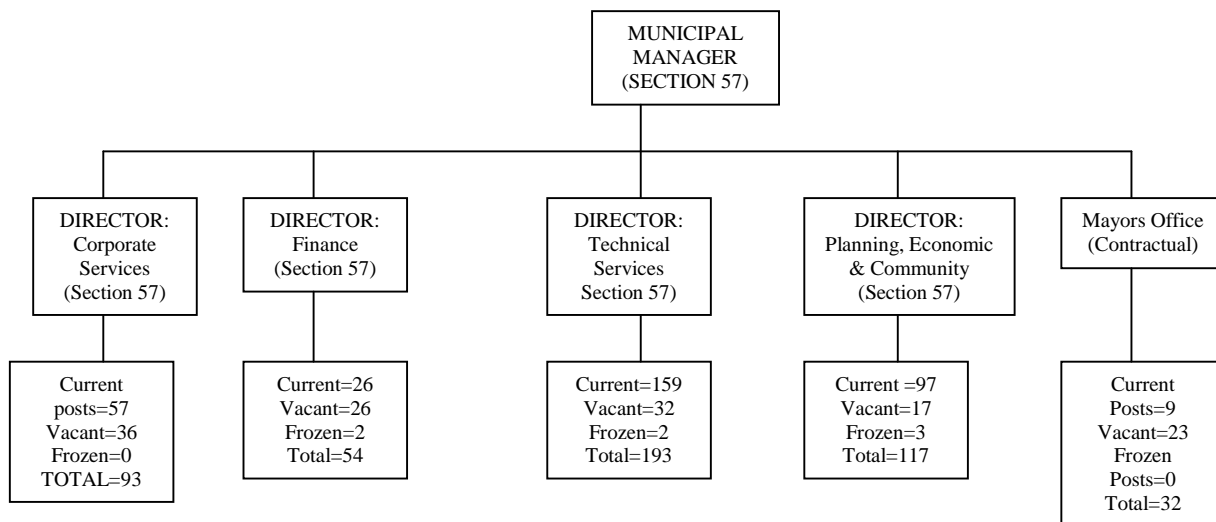 MUNICIPAL
MANAGER
(SECTION 57)
DIRECTOR:
Corporate
Services
(Section 57)
DIRECTOR:
Finance
(Section 57)
DIRECTOR:
Technical
Services
Section 57)
DIRECTOR:
Planning, Economic
& Community
(Section 57)
Mayors Office
(Contractual)
Current
posts=57
Vacant=36
Frozen=0
TOTAL=93
Current=26
Vacant=26
Frozen=2
Total=54
Current=159
Vacant=32
Frozen=2
Total=193
Current =97
Vacant=17
Frozen=3
Total=117
Current
Posts=9
Vacant=23
Frozen
Posts=0
Total=32